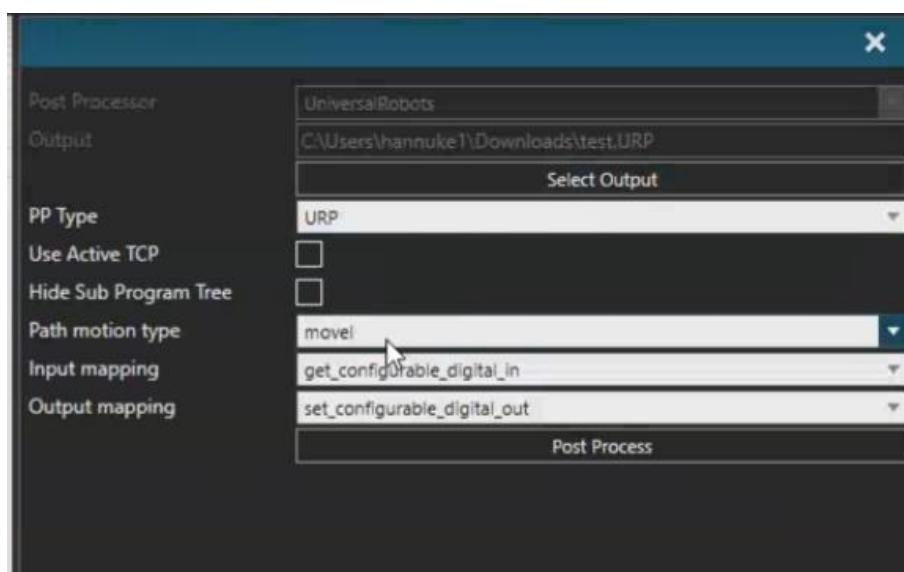 Post Processor UniversalRobots
Output C:\Users\hannuke1\Downloads\test.URP
Select Output
PP Type URP
Use Active TCP
Hide Sub Program Tree
Path motion type movel
Input mapping get_configurable_digital_in
Output mapping set_configurable_digital_out
Post Process